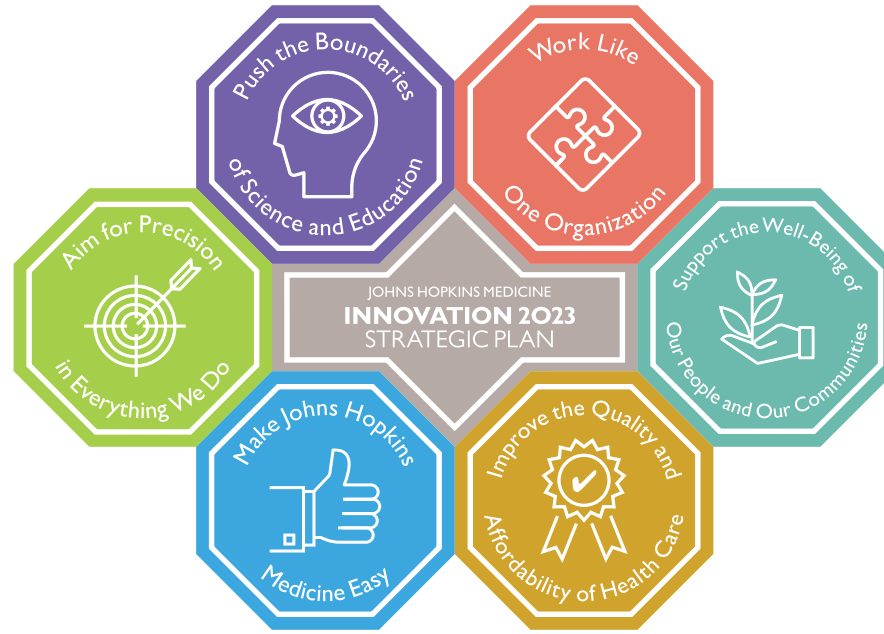 Push the Boundaries
of Science and Education
Work Like
One Organization
Aim for Precision
in Everything We Do
JOHNS HOPKINS MEDICINE
INNOVATION 2023
STRATEGIC PLAN
Support the Well-Being of
Our People and Our Communities
Make Johns Hopkins
Medicine Easy
Improve the Quality and
Affordability of Health Care